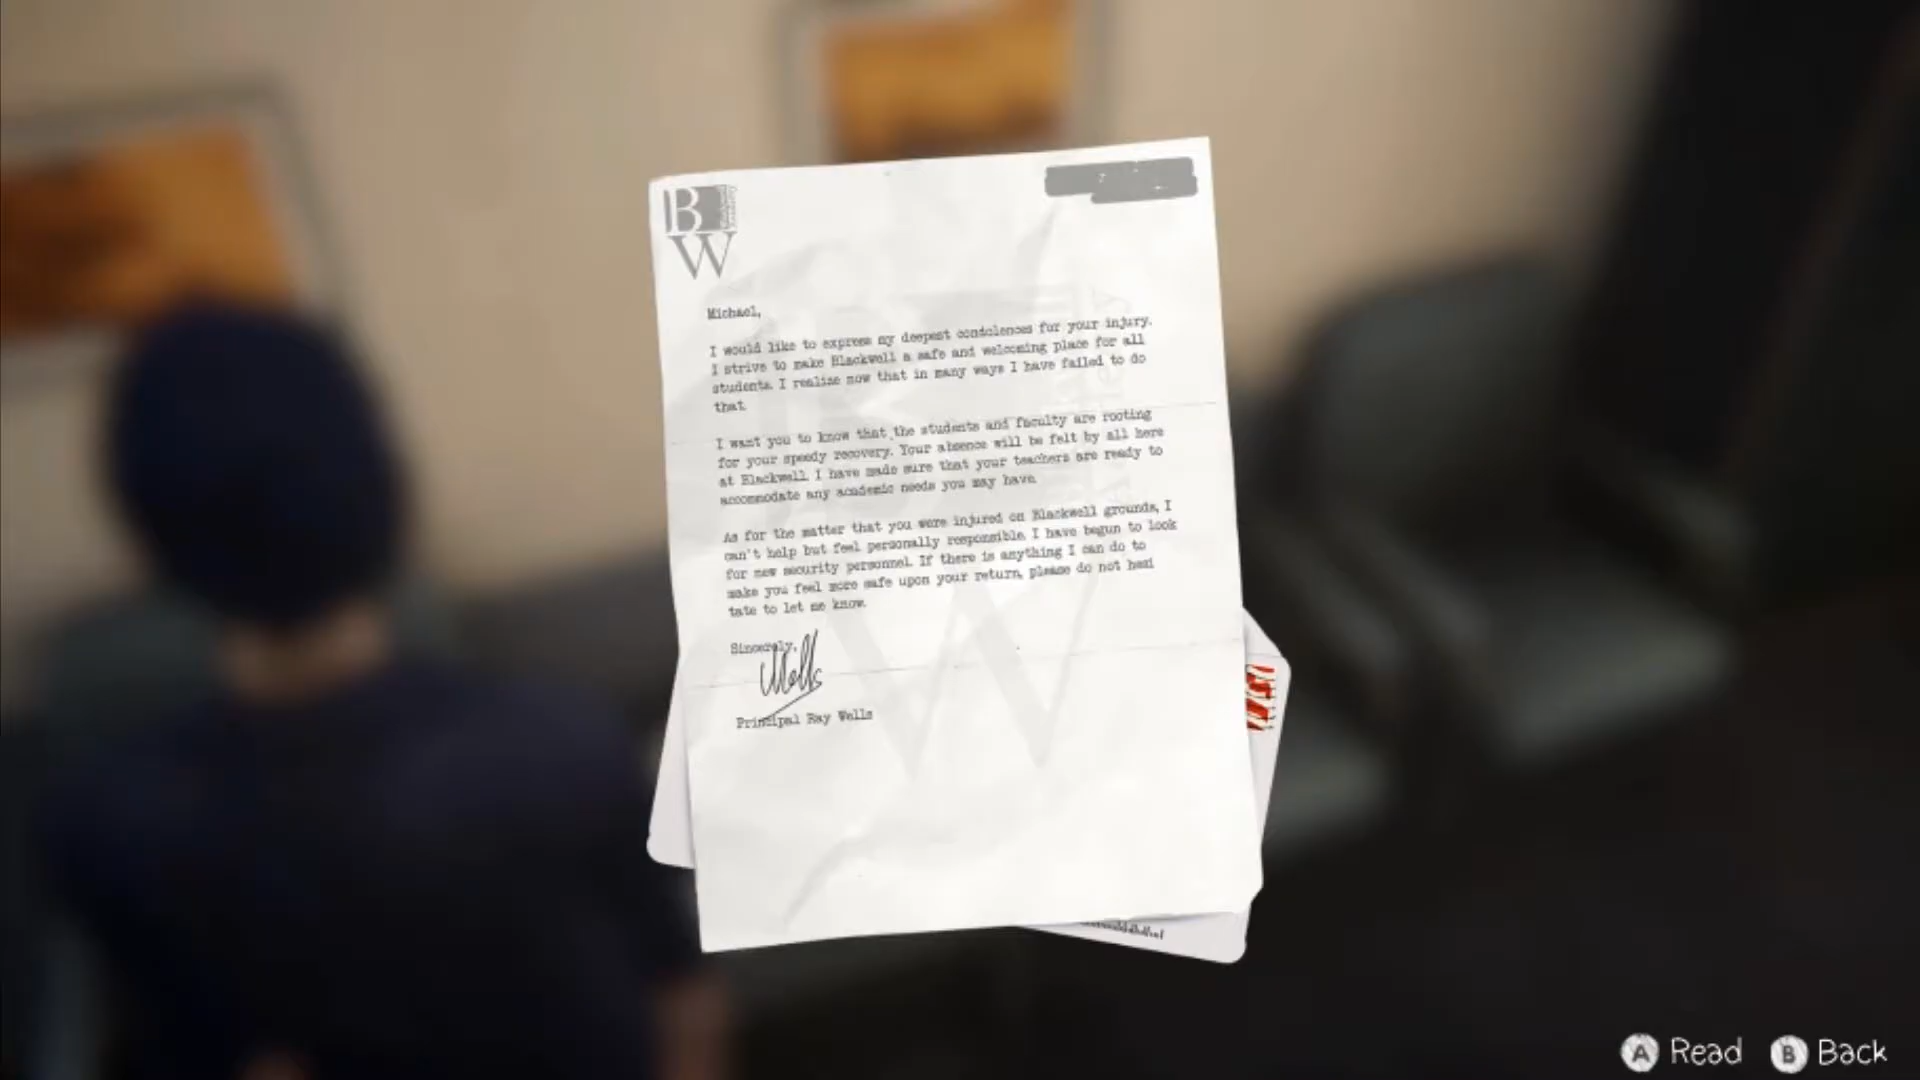 BW
Michael,
I would like to express my deepest condolences for your injury.
I strive to make Blackwell a safe and welcoming place for all
students. I realize now that in many ways I have failed to do
that.
I want you to know that the students and faculty are rooting
for your speedy recovery. Your absence will be felt by all here
at Blackwell. I have made sure that your teachers are ready to
accommodate any academic needs you may have.
As for the matter that you were injured on Blackwell grounds, I
can't help but feel personally responsible. I have begun to look
for new security personnel. If there is anything I can do to
make you feel more safe upon your return, please do not hesi
tate to let me know.
Sincerely,
Wells
Principal Ray Wells
A Read B Back